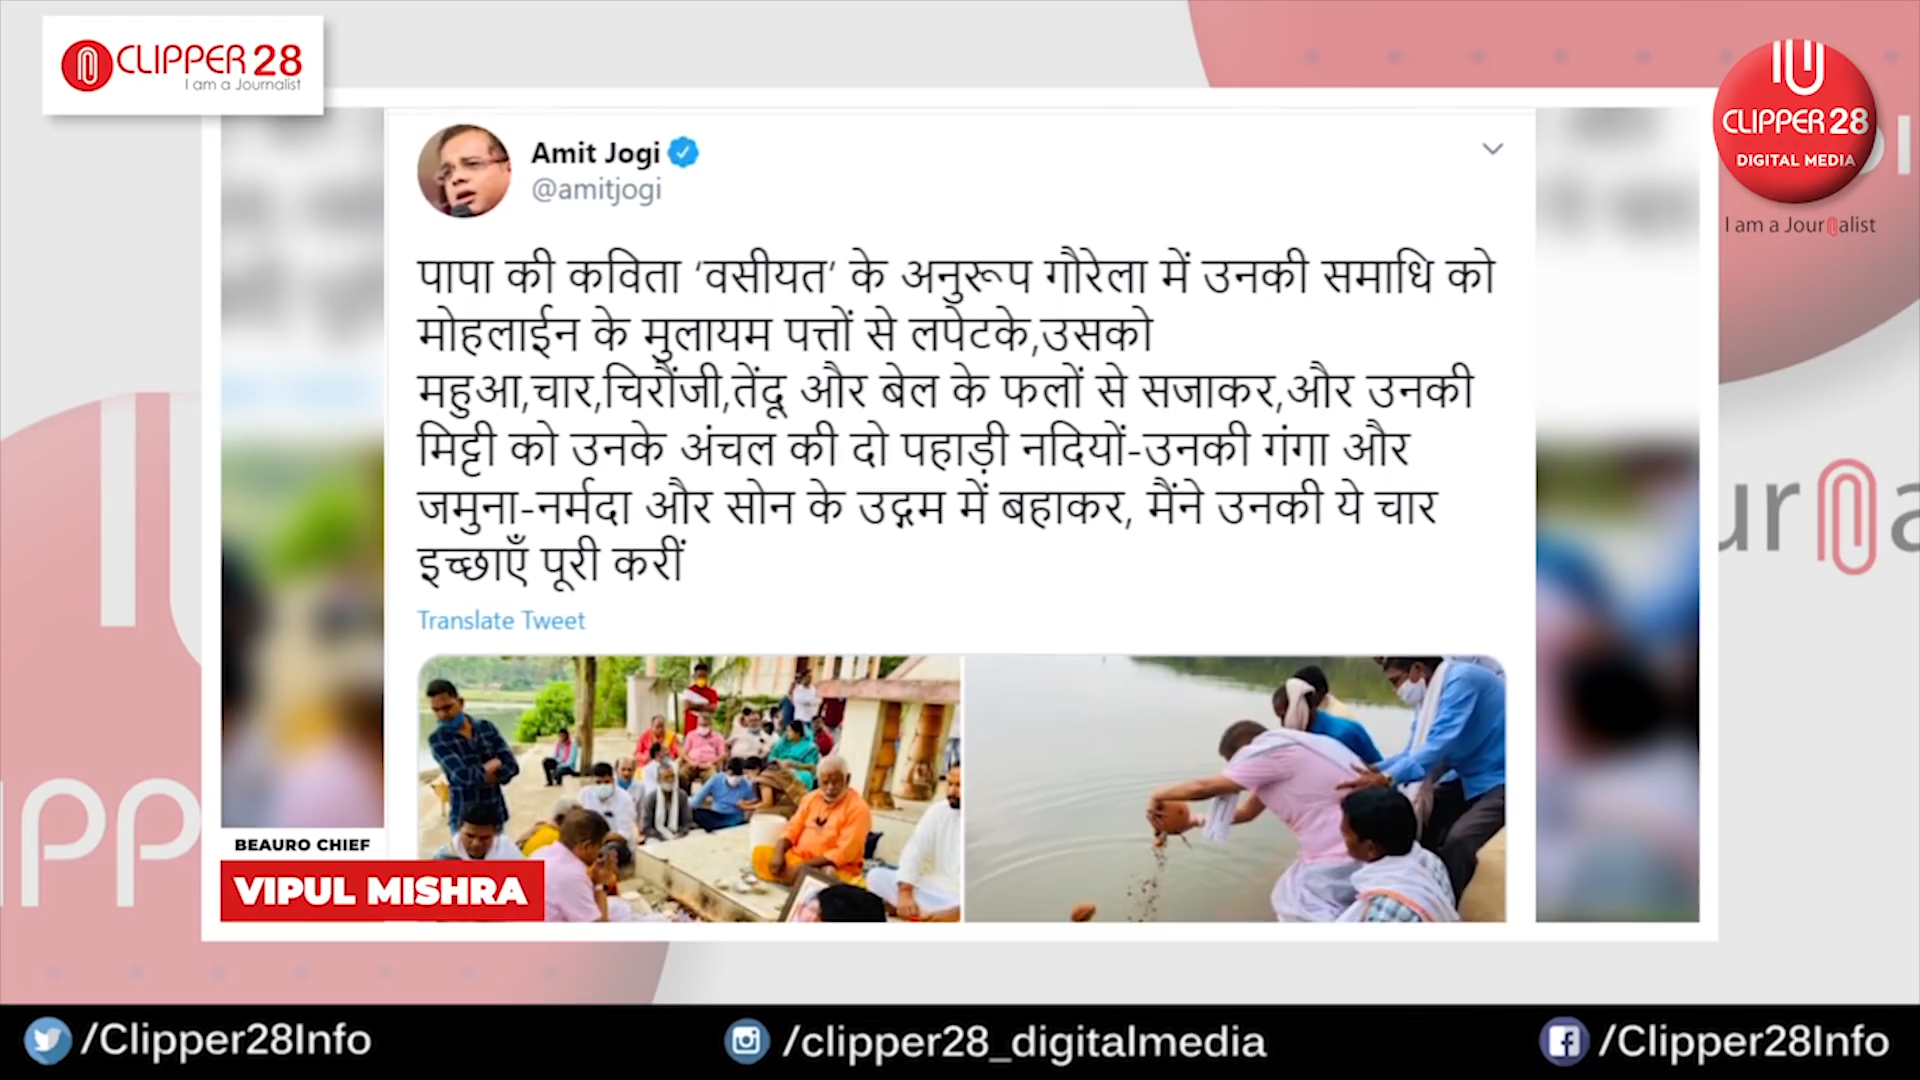 CLIPPER 28
I am a Journalist
CLIPPER 28
DIGITAL MEDIA
I am a Journalist
Amit Jogi
@amitjogi
पापा की कविता ‘वसीयत’ के अनुरूप गौरेला में उनकी समाधि को
मोहलाईन के मुलायम पत्तों से लपेटके,उसको
महुआ,चार,चिरौंजी,तेंदू और बेल के फलों से सजाकर,और उनकी
मिट्टी को उनके अंचल की दो पहाड़ी नदियों-उनकी गंगा और
जमुना-नर्मदा और सोन के उद्गम में बहाकर, मैंने उनकी ये चार
इच्छाएँ पूरी करीं
Translate Tweet
BEAURO CHIEF
VIPUL MISHRA
/Clipper28Info
/clipper28_digitalmedia
/Clipper28Info